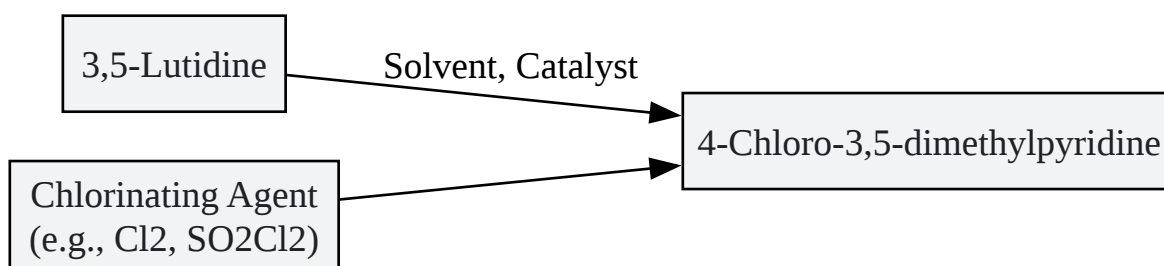 3,5-Lutidine
Solvent, Catalyst
4-Chloro-3,5-dimethylpyridine
Chlorinating Agent
(e.g., Cl2, SO2Cl2)